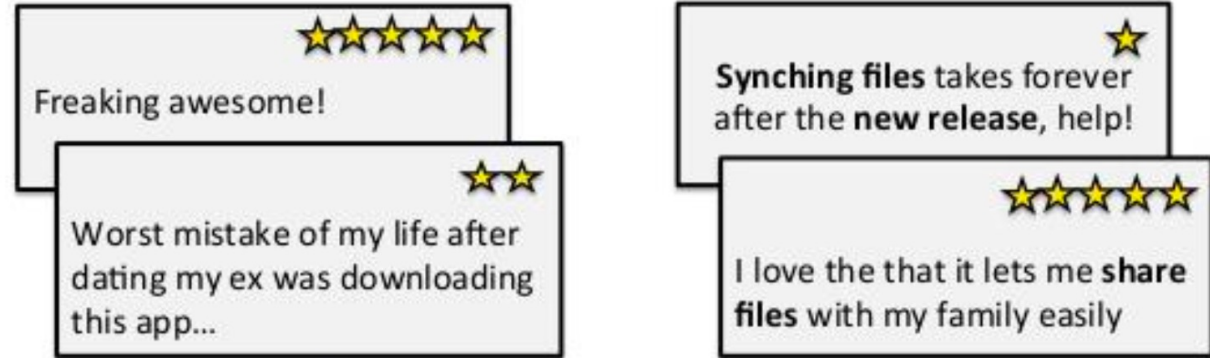 Freaking awesome!
Worst mistake of my life after
dating my ex was downloading
this app...
Synching files takes forever
after the new release, help!
I love the that it lets me share
files with my family easily